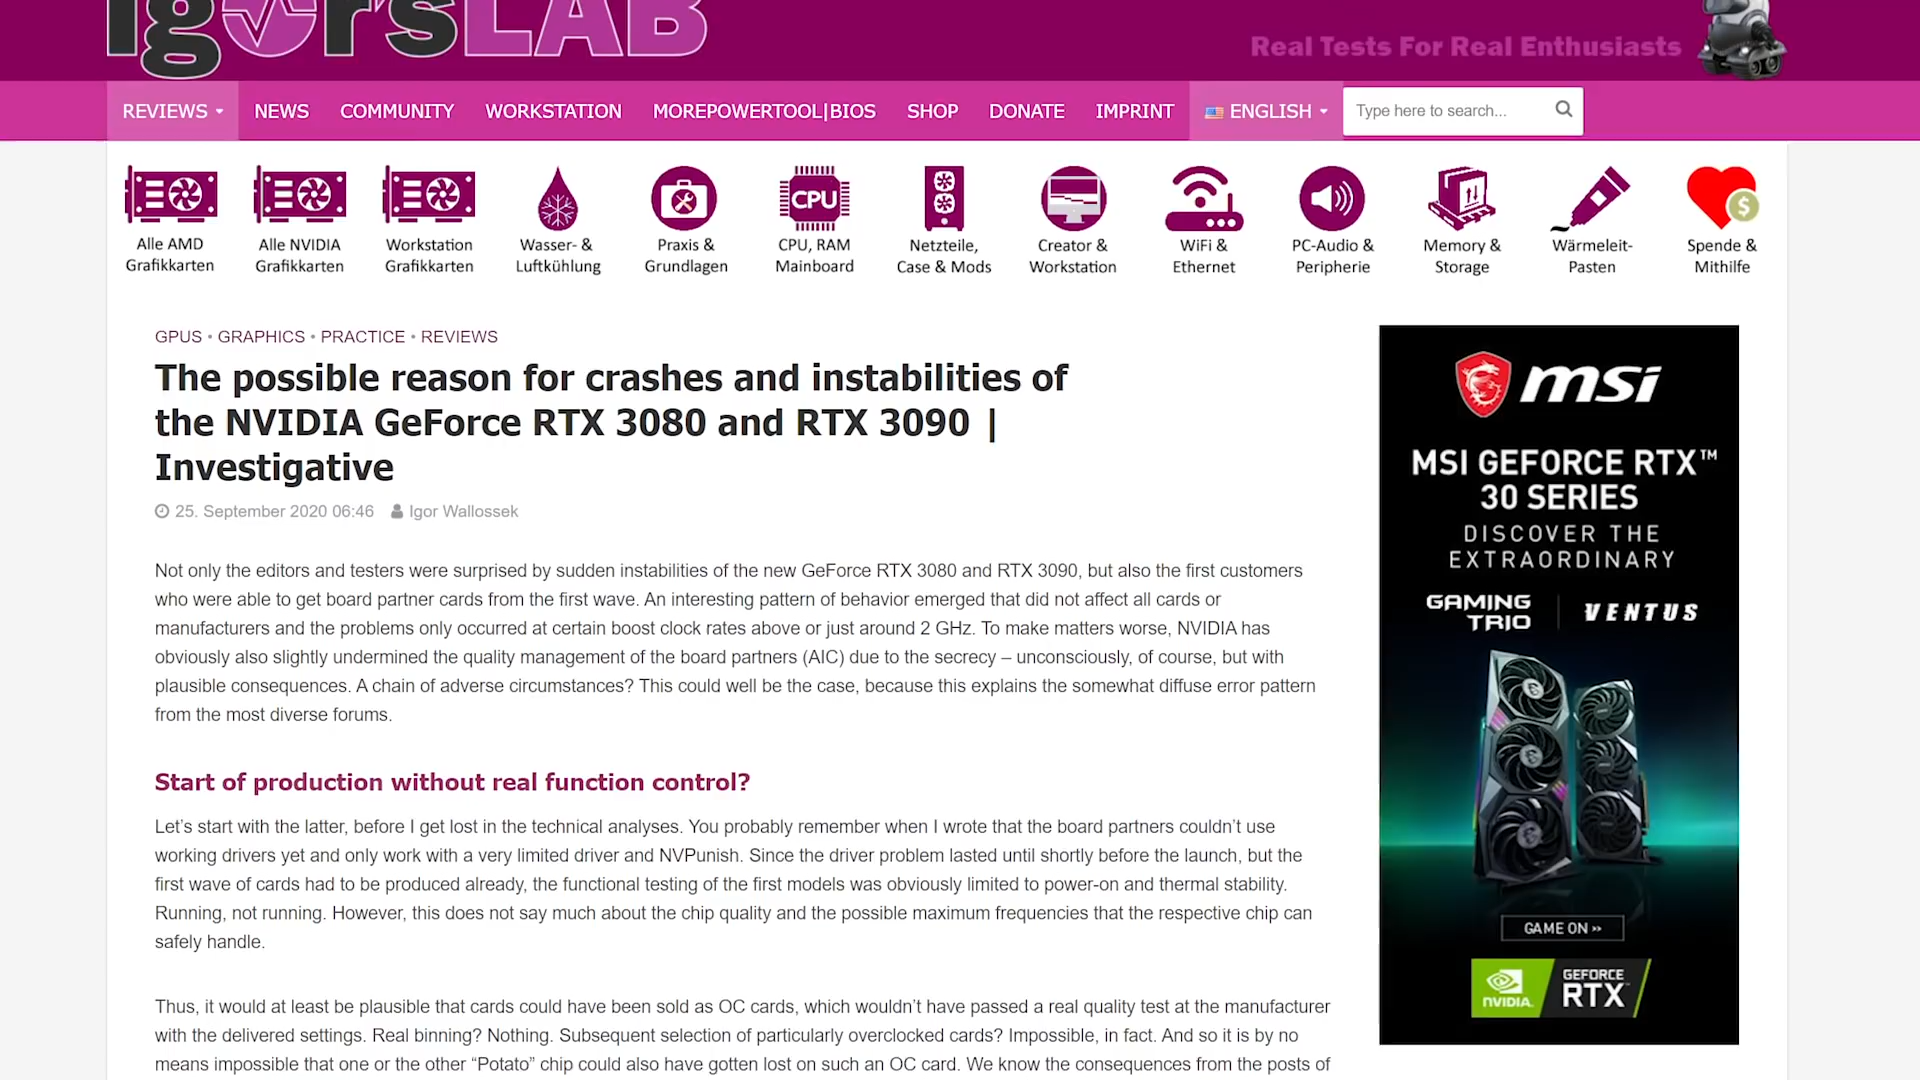 Igor'sLAB
Real Tests For Real Enthusiasts
REVIEWS NEWS COMMUNITY WORKSTATION MOREPOWERTOOL|BIOS SHOP DONATE IMPRINT ENGLISH Type here to search...
Alle AMD Grafikkarten
Alle NVIDIA Grafikkarten
Workstation Grafikkarten
Wasser- & Luftkühlung
Praxis & Grundlagen
CPU
CPU, RAM Mainboard
Netzteile, Case & Mods
Creator & Workstation
WiFi & Ethernet
PC-Audio & Peripherie
Memory & Storage
Wärmeleit- Pasten
$
Spende & Mithilfe
GPUS • GRAPHICS • PRACTICE • REVIEWS
The possible reason for crashes and instabilities of
the NVIDIA GeForce RTX 3080 and RTX 3090 |
Investigative
25. September 2020 06:46 Igor Wallossek
Not only the editors and testers were surprised by sudden instabilities of the new GeForce RTX 3080 and RTX 3090, but also the first customers
who were able to get board partner cards from the first wave. An interesting pattern of behavior emerged that did not affect all cards or
manufacturers and the problems only occurred at certain boost clock rates above or just around 2 GHz. To make matters worse, NVIDIA has
obviously also slightly undermined the quality management of the board partners (AIC) due to the secrecy – unconsciously, of course, but with
plausible consequences. A chain of adverse circumstances? This could well be the case, because this explains the somewhat diffuse error pattern
from the most diverse forums.
Start of production without real function control?
Let's start with the latter, before I get lost in the technical analyses. You probably remember when I wrote that the board partners couldn't use
working drivers yet and only work with a very limited driver and NVPunish. Since the driver problem lasted until shortly before the launch, but the
first wave of cards had to be produced already, the functional testing of the first models was obviously limited to power-on and thermal stability.
Running, not running. However, this does not say much about the chip quality and the possible maximum frequencies that the respective chip can
safely handle.
Thus, it would at least be plausible that cards could have been sold as OC cards, which wouldn't have passed a real quality test at the manufacturer
with the delivered settings. Real binning? Nothing. Subsequent selection of particularly overclocked cards? Impossible, in fact. And so it is by no
means impossible that one or the other “Potato” chip could also have gotten lost on such an OC card. We know the consequences from the posts of
msi
MSI GEFORCE RTX™
30 SERIES
DISCOVER THE
EXTRAORDINARY
GAMING TRIO
VENTUS
GAME ON »
NVIDIA.
GEFORCE
RTX™